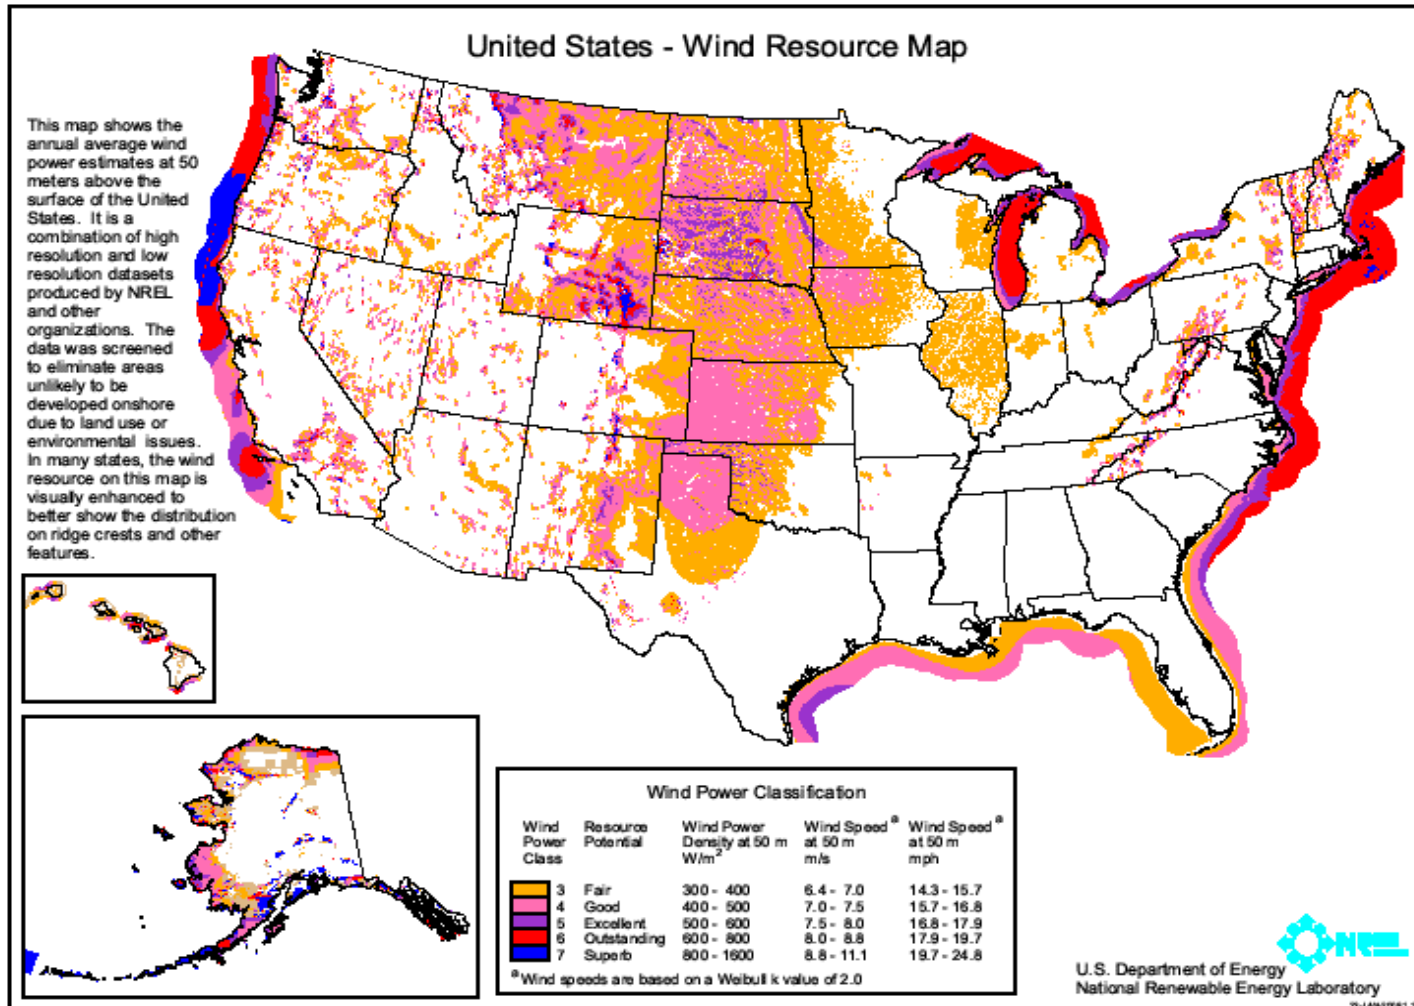 United States - Wind Resource Map
This map shows the
annual average wind
power estimates at 50
meters above the
surface of the United
States. It is a
combination of high
resolution and low
resolution datasets
produced by NREL
and other
organizations. The
data was screened
to eliminate areas
unlikely to be
developed onshore
due to land use or
environmental issues.
In many states, the wind
resource on this map is
visually enhanced to
better show the distribution
on ridge crests and other
features.
Wind Power Classification
Wind Power Class Resource Potential Wind Power Density at 50 m W/m² Wind Speed ᵃ at 50 m m/s Wind Speed ᵃ at 50 m mph
3 Fair 300 - 400 6.4 - 7.0 14.3 - 15.7
4 Good 400 - 500 7.0 - 7.5 15.7 - 16.8
5 Excellent 500 - 600 7.5 - 8.0 16.8 - 17.9
6 Outstanding 600 - 800 8.0 - 8.8 17.9 - 19.7
7 Superb 800 - 1600 8.8 - 11.1 19.7 - 24.8
ᵃ Wind speeds are based on a Weibull k value of 2.0
NREL
U.S. Department of Energy
National Renewable Energy Laboratory